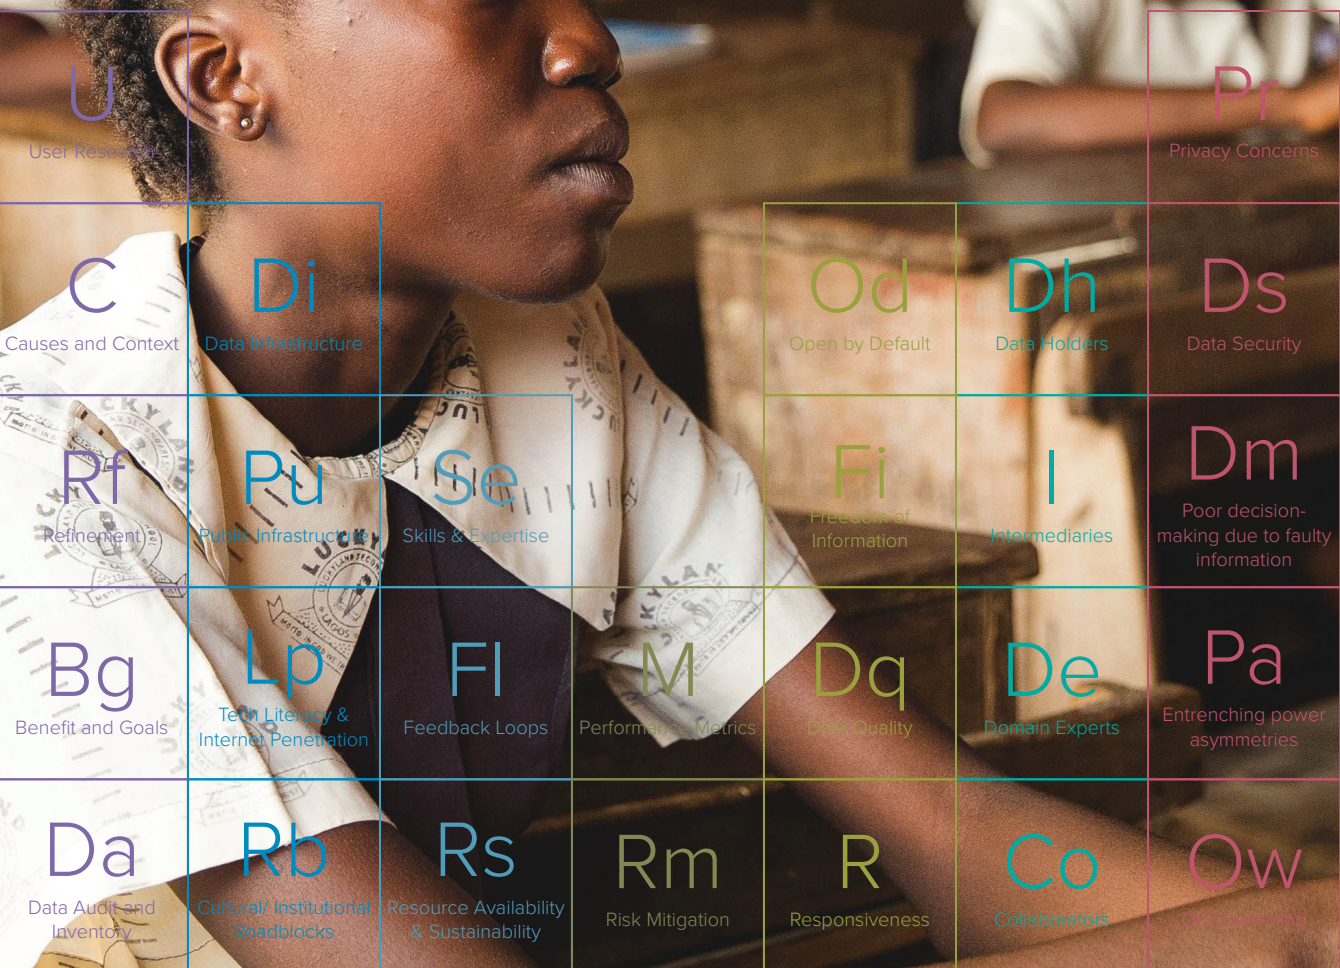 U
User Research
Pr
Privacy Concerns
C
Causes and Context
Di
Data Infrastructure
Od
Open by Default
Dh
Data Holders
Ds
Data Security
Rf
Refinement
Pu
Public Infrastructure
Se
Skills & Expertise
Fi
Freedom of
Information
I
Intermediaries
Dm
Poor decision-
making due to faulty
information
Bg
Benefit and Goals
Lp
Tech Literacy &
Internet Penetration
Fl
Feedback Loops
M
Performance Metrics
Dq
Data Quality
De
Domain Experts
Pa
Entrenching power
asymmetries
Da
Data Audit and
Inventory
Rb
Cultural/ Institutional
Roadblocks
Rs
Resource Availability
& Sustainability
Rm
Risk Mitigation
R
Responsiveness
Co
Collaborators
Ow
LUCKYLAND
LUCKY
LAGOS